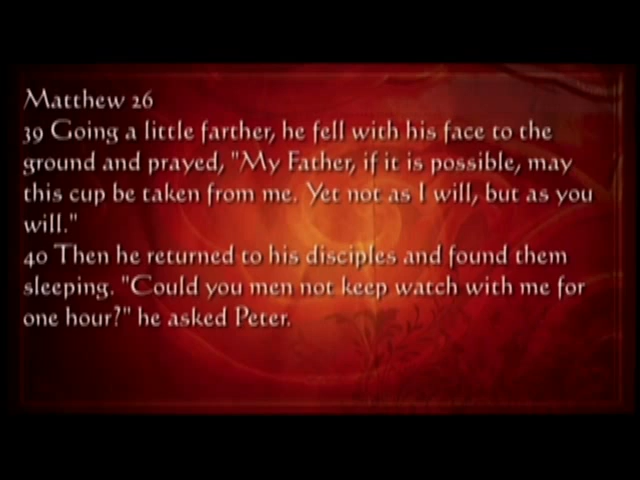 Matthew 26
39 Going a little farther, he fell with his face to the
ground and prayed, "My Father, if it is possible, may
this cup be taken from me. Yet not as I will, but as you
will."
40 Then he returned to his disciples and found them
sleeping. "Could you men not keep watch with me for
one hour?" he asked Peter.